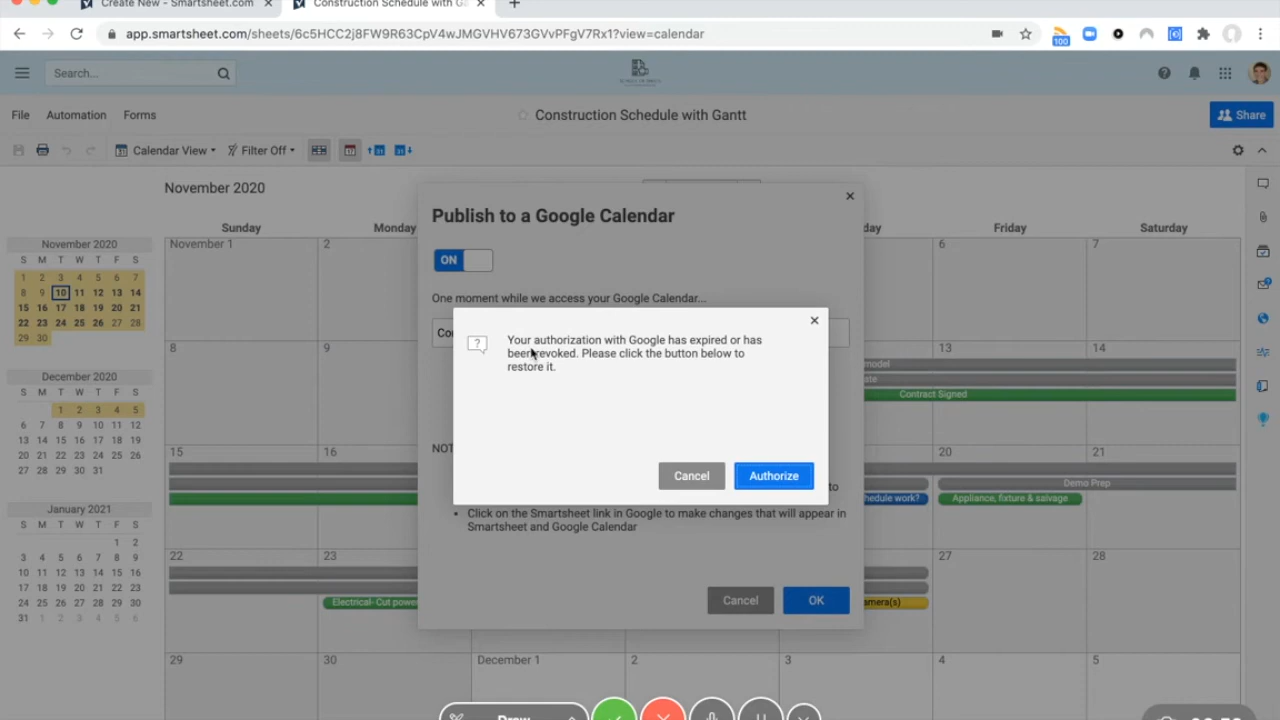 Create New - Smartsheet.com
Construction Schedule with Ga
app.smartsheet.com/sheets/6c5HCC2j8FW9R63CpV4wJMGVHV673GVvPFgV7Rx1?view=calendar
100
Search...
File
Automation
Forms
Construction Schedule with Gantt
Share
Calendar View
Filter Off
November 2020
Publish to a Google Calendar
Sunday
Monday
day
Friday
Saturday
November 2020
S M T W T F S
1 2 3 4 5 6 7
8 9 10 11 12 13 14
15 16 17 18 19 20 21
22 23 24 25 26 27 28
29 30
December 2020
S M T W T F S
1 2 3 4 5
6 7 8 9 10 11 12
13 14 15 16 17 18 19
20 21 22 23 24 25 26
27 28 29 30 31
January 2021
S M T W T F S
1 2
3 4 5 6 7 8 9
10 11 12 13 14 15 16
17 18 19 20 21 22 23
24 25 26 27 28 29 30
31 1 2 3 4 5 6
November 1
2
6
7
ON
One moment while we access your Google Calendar...
Your authorization with Google has expired or has
been revoked. Please click the button below to
restore it.
Cancel
Authorize
NOT
to
Click on the Smartsheet link in Google to make changes that will appear in
Smartsheet and Google Calendar
Cancel
OK
8
9
13
14
model
ate
Contract Signed
15
16
20
21
Demo Prep
hedule work?
Appliance, fixture & salvage
22
23
27
28
Electrical- Cut power
amera(s)
29
30
December 1
2
3
4
5
Draw